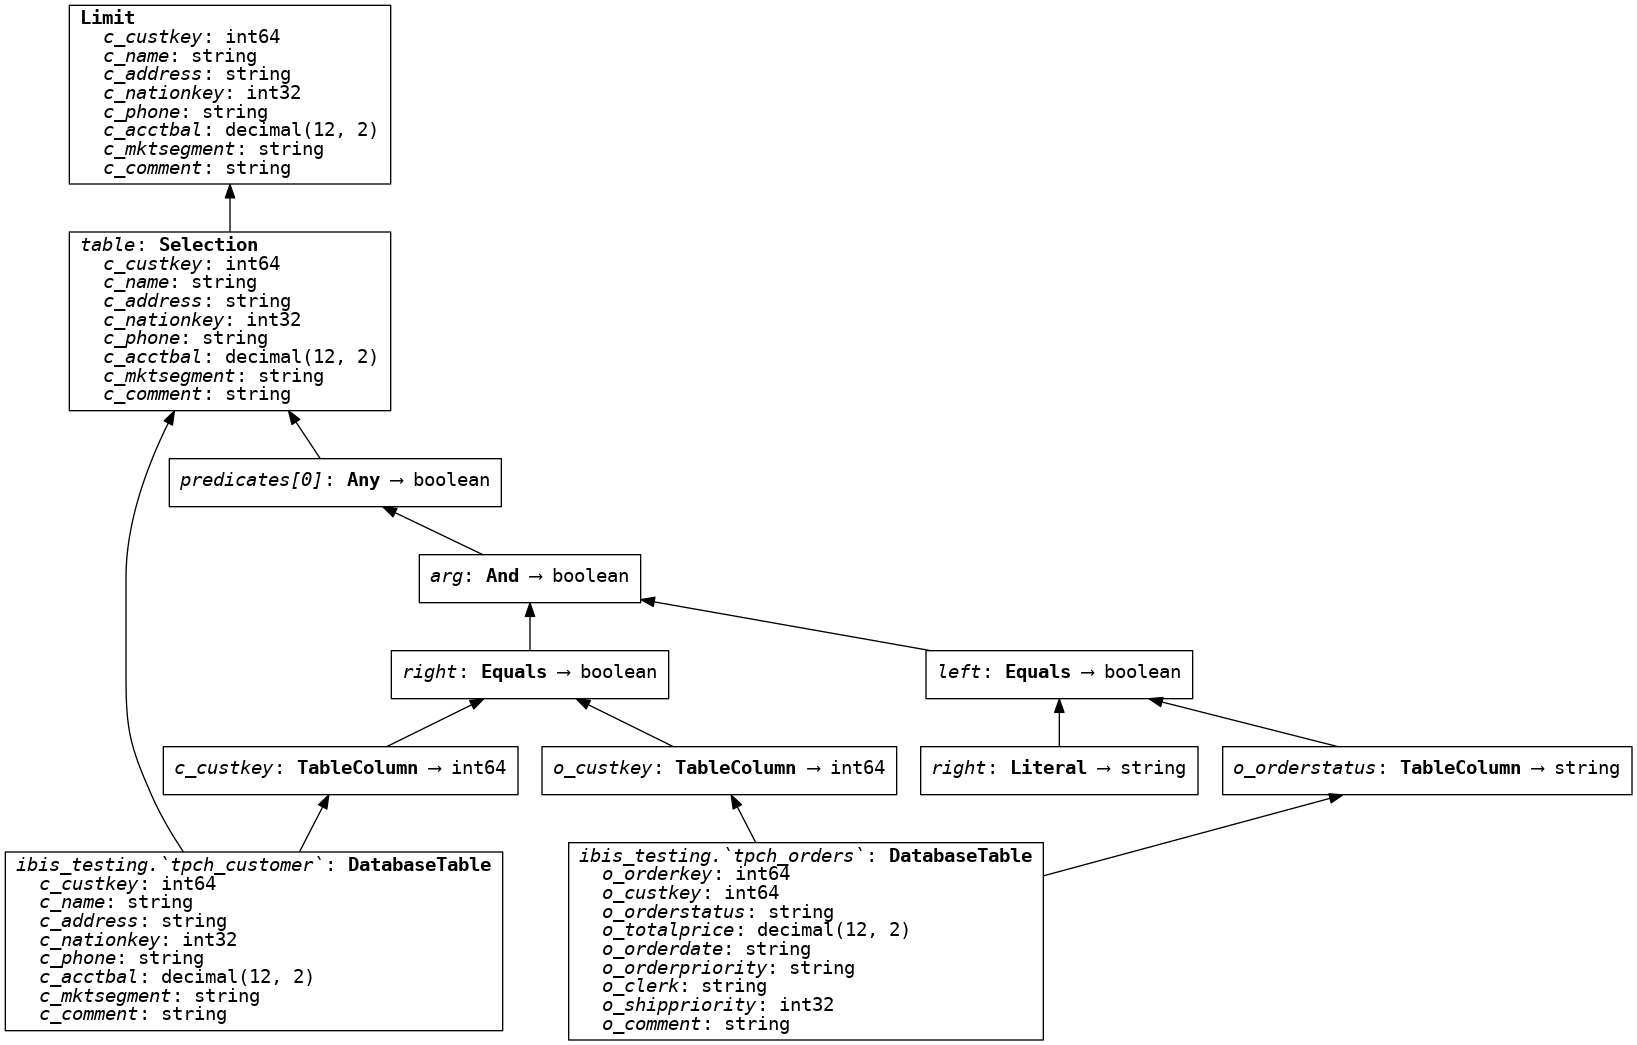 Limit
c_custkey: int64
c_name: string
c_address: string
c_nationkey: int32
c_phone: string
c_acctbal: decimal(12, 2)
c_mktsegment: string
c_comment: string
table: Selection
c_custkey: int64
c_name: string
c_address: string
c_nationkey: int32
c_phone: string
c_acctbal: decimal(12, 2)
c_mktsegment: string
c_comment: string
predicates[0]: Any → boolean
arg: And → boolean
right: Equals → boolean
left: Equals → boolean
c_custkey: TableColumn → int64
o_custkey: TableColumn → int64
right: Literal → string
o_orderstatus: TableColumn → string
ibis_testing.`tpch_customer`: DatabaseTable
c_custkey: int64
c_name: string
c_address: string
c_nationkey: int32
c_phone: string
c_acctbal: decimal(12, 2)
c_mktsegment: string
c_comment: string
ibis_testing.`tpch_orders`: DatabaseTable
o_orderkey: int64
o_custkey: int64
o_orderstatus: string
o_totalprice: decimal(12, 2)
o_orderdate: string
o_orderpriority: string
o_clerk: string
o_shippriority: int32
o_comment: string